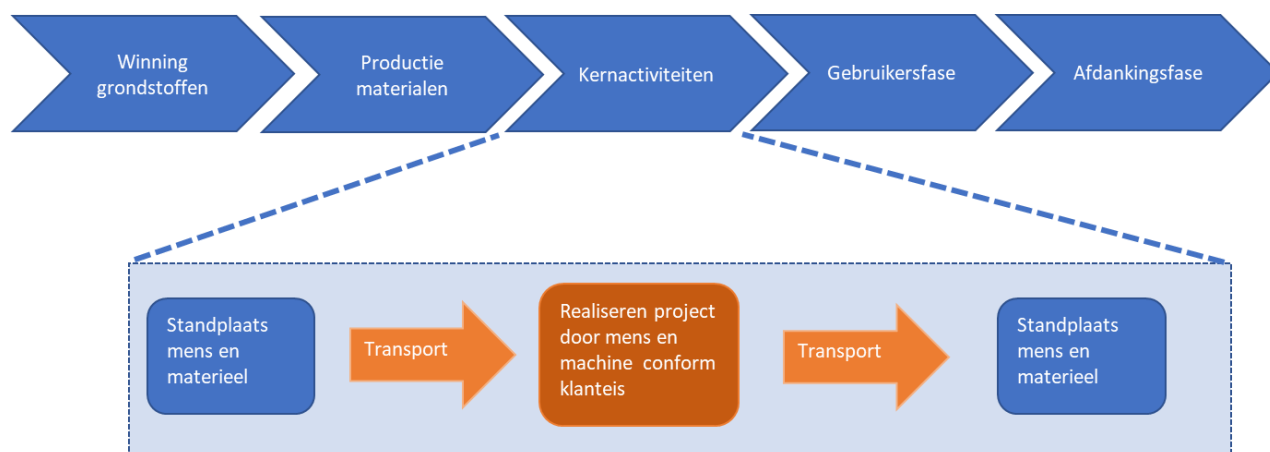 Winning
grondstoffen
Productie
materialen
Kernactiviteiten
Gebruikersfase
Afdankingsfase
Standplaats
mens en
materieel
Transport
Realiseren project
door mens en
machine conform
klanteis
Transport
Standplaats
mens en
materieel